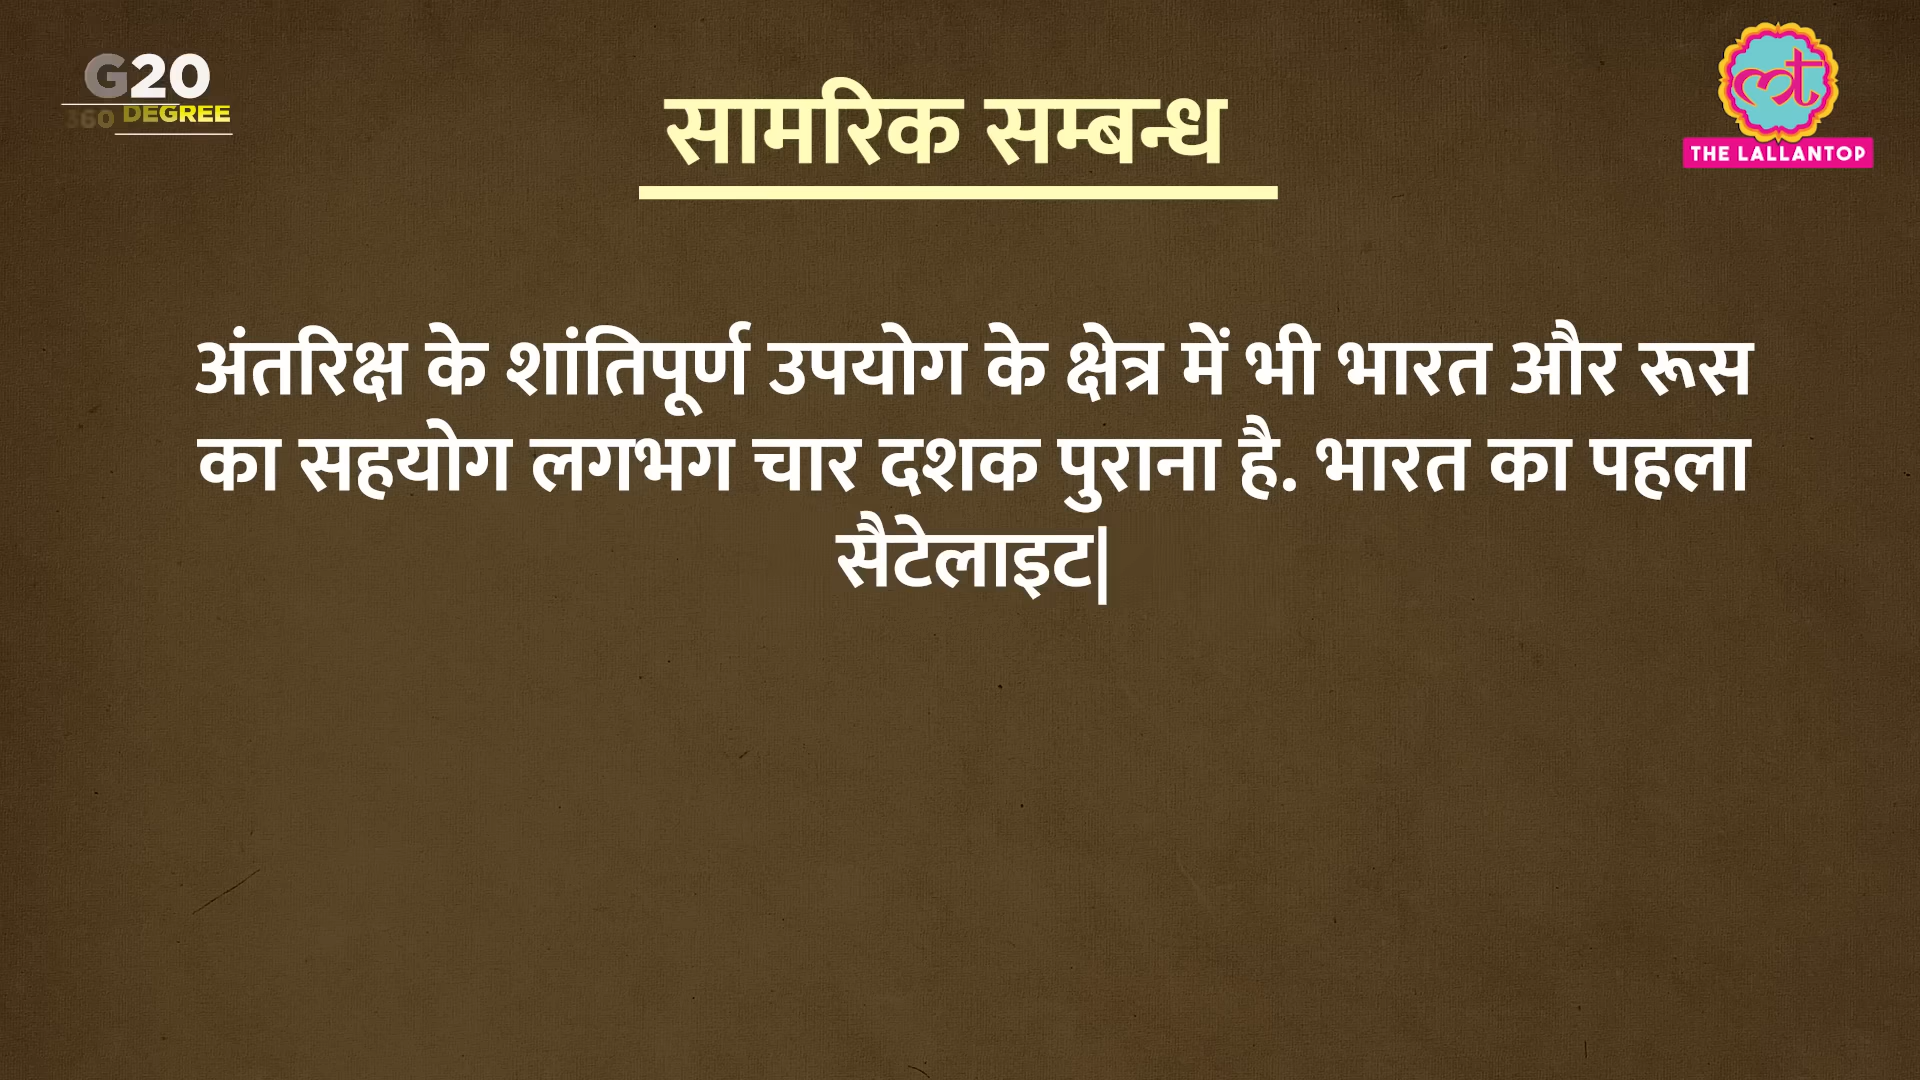 G20
360 DEGREE
THE LALLANTOP
सामरिक सम्बन्ध
अंतरिक्ष के शांतिपूर्ण उपयोग के क्षेत्र में भी भारत और रूस
का सहयोग लगभग चार दशक पुराना है. भारत का पहला
सैटेलाइट|